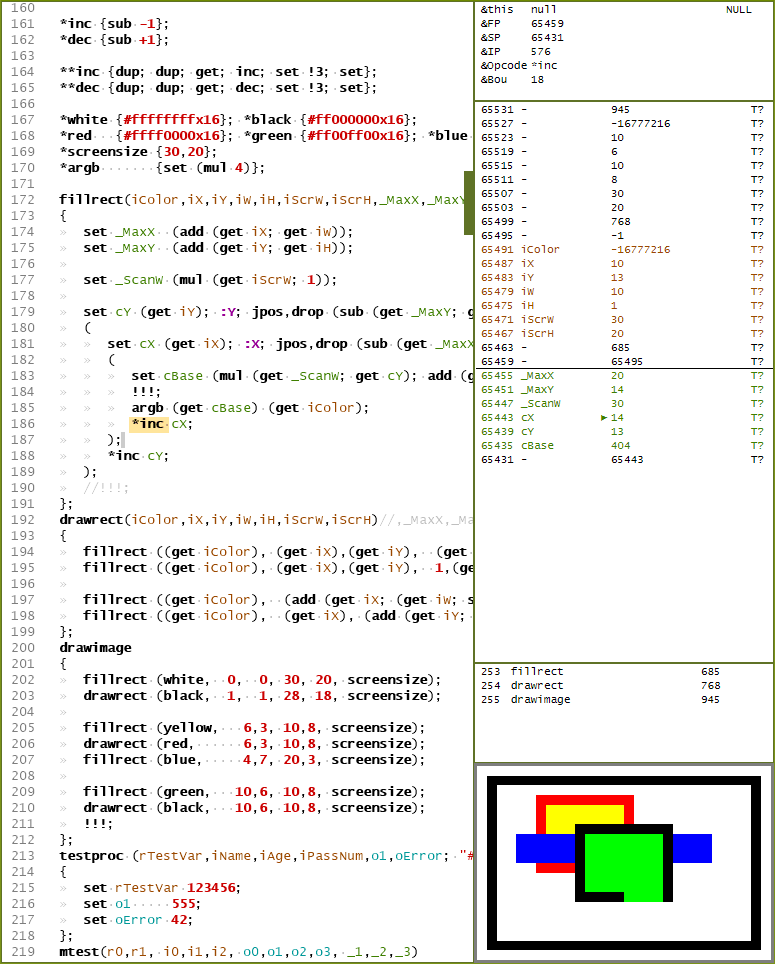 160
161 *inc {sub -1};
162 *dec {sub +1};
163
164 **inc {dup; dup; get; inc; set !3; set};
165 **dec {dup; dup; get; dec; set !3; set};
166
167 *white {#ffffffffx16}; *black {#ff000000x16};
168 *red···{#ffff0000x16}; *green {#ff00ff00x16}; *blue
169 *screensize {30,20};
170 *argb·······{set (mul 4)};
171
172 fillrect(iColor,iX,iY,iW,iH,iScrW,iScrH,_MaxX,_MaxY
173 {
174 » set _MaxX··(add (get iX; get iW));
175 » set _MaxY··(add (get iY; get iH));
176 »
177 » set _ScanW (mul (get iScrW; 1));
178 »
179 » set cY (get iY); :Y; jpos,drop (sub (get _MaxY; g
180 » (
181 » » set cX (get iX); :X; jpos,drop (sub (get _MaxX
182 » » (
183 » » » set cBase (mul (get _ScanW; get cY); add (g
184 » » » !!!;
185 » » » argb (get cBase) (get iColor);
186 » » » *inc cX;
187 » » );
188 » » *inc cY;
189 » );
190 » //!!!;
191 };
192 drawrect(iColor,iX,iY,iW,iH,iScrW,iScrH)//,_MaxX,_Ma
193 {
194 » fillrect ((get iColor), (get iX),(get iY),··(get
195 » fillrect ((get iColor), (get iX),(get iY),··1,(ge
196 »
197 » fillrect ((get iColor),··(add (get iX; (get iW; s
198 » fillrect ((get iColor),··(get iX),(add (get iY;
199 };
200 drawimage
201 {
202 » fillrect (white,··0,··0, 30, 20, screensize);
203 » drawrect (black,··1,··1, 28, 18, screensize);
204 »
205 » fillrect (yellow,···6,3, 10,8, screensize);
206 » drawrect (red,······6,3, 10,8, screensize);
207 » fillrect (blue,·····4,7, 20,3, screensize);
208 »
209 » fillrect (green,···10,6, 10,8, screensize);
210 » drawrect (black,···10,6, 10,8, screensize);
211 » !!!;
212 };
213 testproc (rTestVar,iName,iAge,iPassNum,o1,oError; "#
214 {
215 » set rTestVar 123456;
216 » set o1·····555;
217 » set oError 42;
218 };
219 mtest(r0,r1, i0,i1,i2, o0,o1,o2,o3, _1,_2,_3)
&this null NULL
&FP 65459
&SP 65431
&IP 576
&Opcode *inc
&Bou 18
65531 - 945 T?
65527 - -16777216 T?
65523 - 10 T?
65519 - 6 T?
65515 - 10 T?
65511 - 8 T?
65507 - 30 T?
65503 - 20 T?
65499 - 768 T?
65495 - -1 T?
65491 iColor -16777216 T?
65487 iX 10 T?
65483 iY 13 T?
65479 iW 10 T?
65475 iH 1 T?
65471 iScrW 30 T?
65467 iScrH 20 T?
65463 - 685 T?
65459 - 65495 T?
65455 _MaxX 20 T?
65451 _MaxY 14 T?
65447 _ScanW 30 T?
65443 cX ►14 T?
65439 cY 13 T?
65435 cBase 404 T?
65431 - 65443 T?
253 fillrect 685
254 drawrect 768
255 drawimage 945